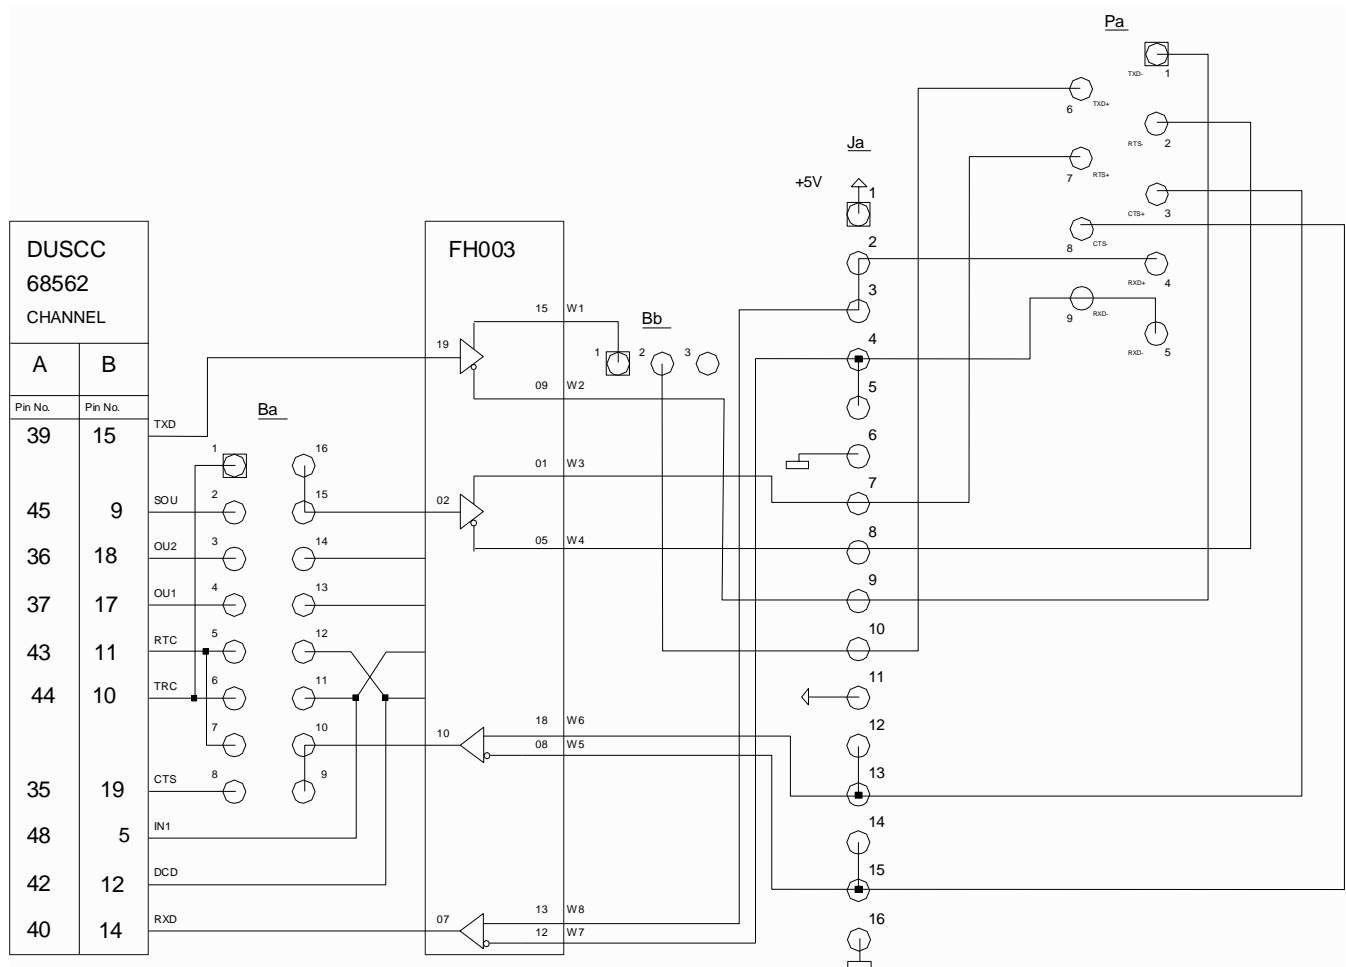 Pa
TXD- 1
6 TXD+
RTS- 2
Ja
7 RTS+
+5V
1
CTS+ 3
DUSCC
68562
CHANNEL
FH003
2
8 CTS-
RXD+ 4
3
9 RXD-
RXD- 5
15 W1
Bb
1 2 3
4
19
A B
09 W2
5
Pin No. Pin No.
Ba
39 15 TXD
6
1 16
01 W3
7
45 9 SOU 2 15
02
36 18 OU2 3 14
05 W4
8
37 17 OU1 4 13
9
43 11 RTC 5 12
10
44 10 TRC 6 11
11
18 W6
12
7 10
10
08 W5
13
35 19 CTS 8 9
48 5 IN1
14
42 12 DCD
15
13 W8
16
40 14 RXD
07
12 W7